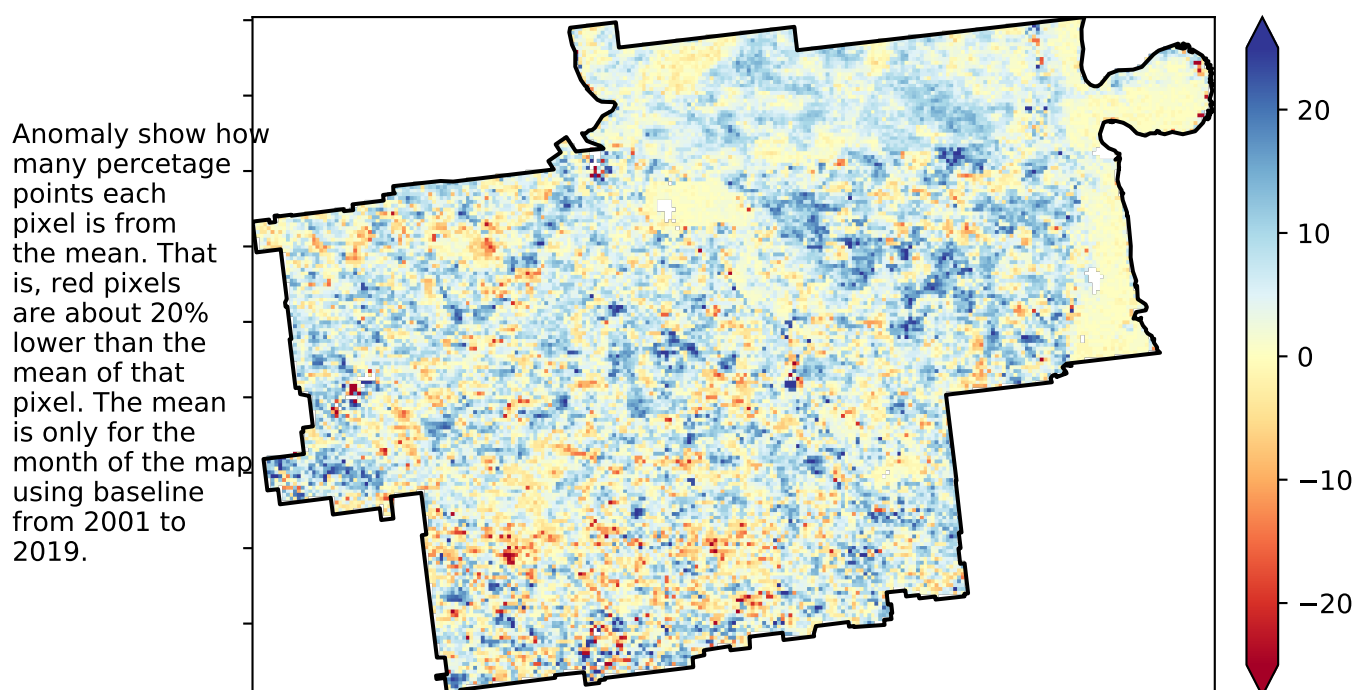 Anomaly show how
many percetage
points each
pixel is from
the mean. That
is, red pixels
are about 20%
lower than the
mean of that
pixel. The mean
is only for the
month of the map
using baseline
from 2001 to
2019.
20
10
0
−10
−20